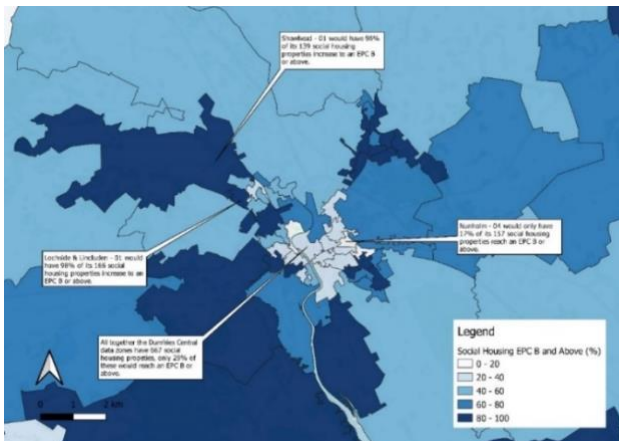 Shawhead - 01 would have 98%
of its 139 social housing
properties increase to an EPC B
or above.
Nunholm - 04 would only have
17% of its 157 social housing
properties reach an EPC B or
above.
Lochside & Lincluden - 01 would
have 98% of its 166 social
housing properties increase to an
EPC B or above.
All together the Dumfries Central
data zones have 667 social
housing properties, only 28% of
these would reach an EPC B or
above.
Legend
Social Housing EPC B and Above (%)
0 - 20
20 - 40
40 - 60
60 - 80
80 - 100
0 1 2 km